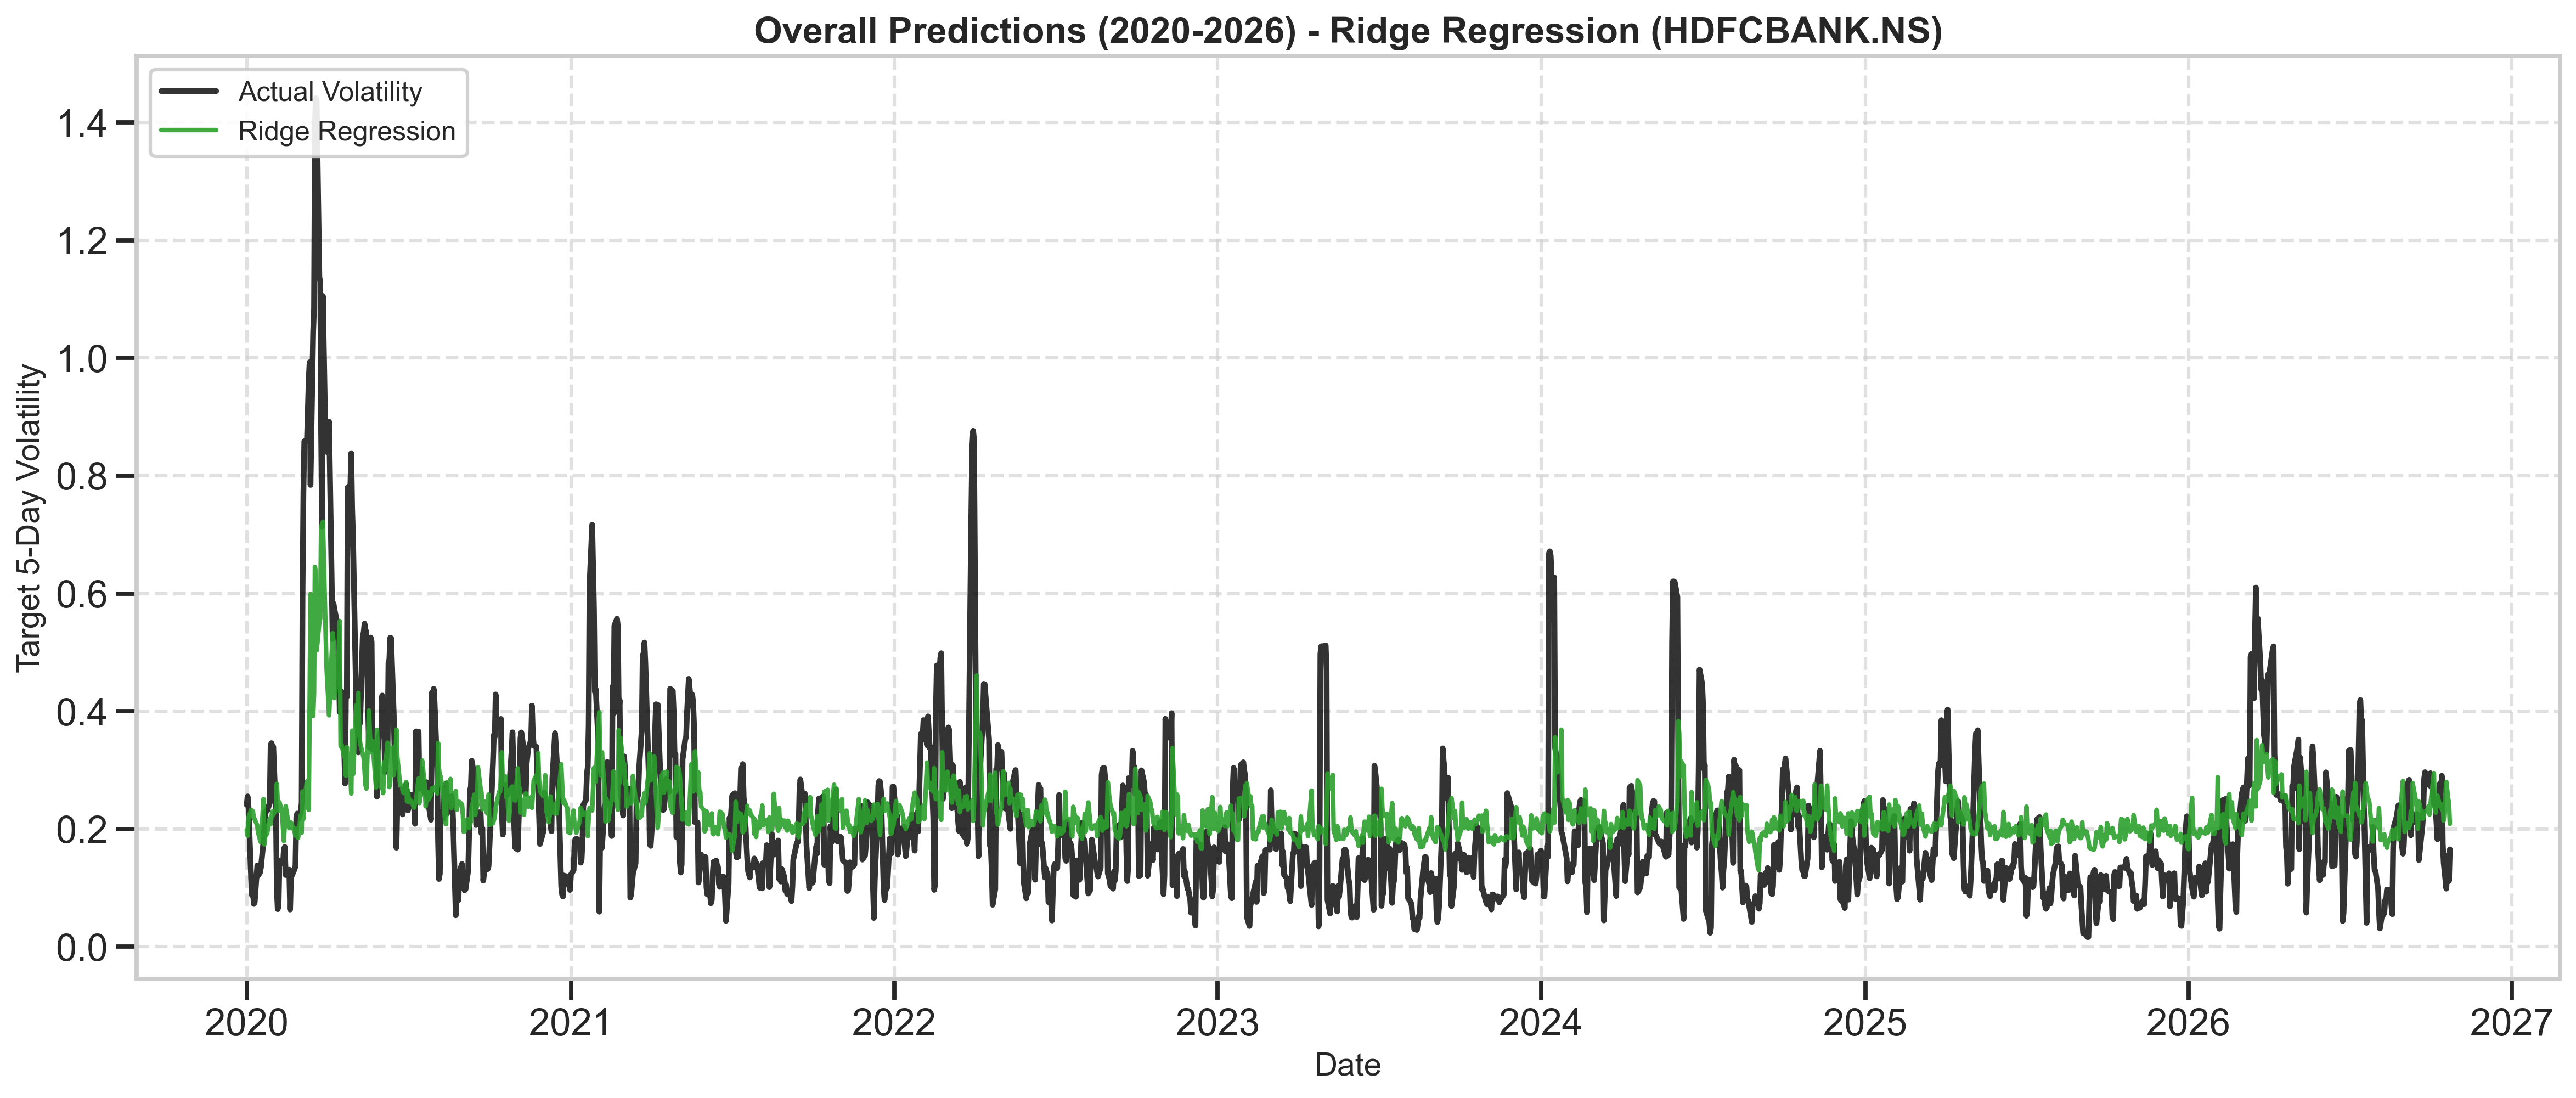 Overall Predictions (2020-2026) - Ridge Regression (HDFCBANK.NS)
Actual Volatility
Ridge Regression
Target 5-Day Volatility
1.4
1.2
1.0
0.8
0.6
0.4
0.2
0.0
2020 2021 2022 2023 2024 2025 2026 2027
Date